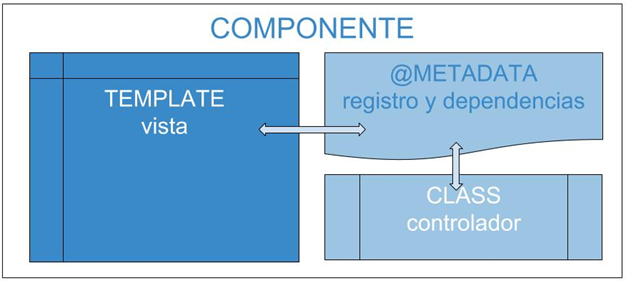 COMPONENTE
TEMPLATE
vista
@METADATA
registro y dependencias
CLASS
controlador